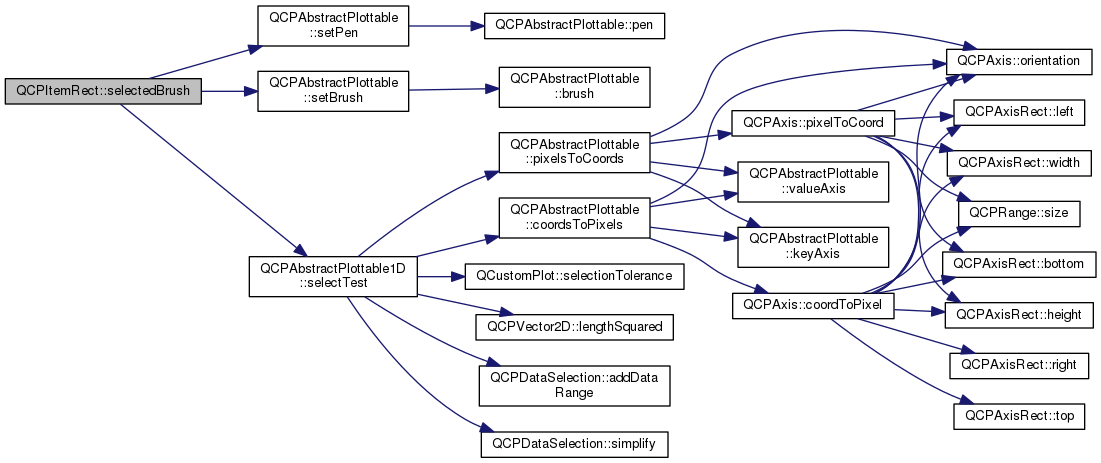 QCPItemRect::selectedBrush
QCPAbstractPlottable
::setPen
QCPAbstractPlottable::pen
QCPAbstractPlottable
::setBrush
QCPAbstractPlottable
::brush
QCPAbstractPlottable1D
::selectTest
QCPAbstractPlottable
::pixelsToCoords
QCPAbstractPlottable
::coordsToPixels
QCustomPlot::selectionTolerance
QCPVector2D::lengthSquared
QCPDataSelection::addData
Range
QCPDataSelection::simplify
QCPAxis::pixelToCoord
QCPAbstractPlottable
::valueAxis
QCPAbstractPlottable
::keyAxis
QCPAxis::coordToPixel
QCPAxis::orientation
QCPAxisRect::left
QCPAxisRect::width
QCPRange::size
QCPAxisRect::bottom
QCPAxisRect::height
QCPAxisRect::right
QCPAxisRect::top